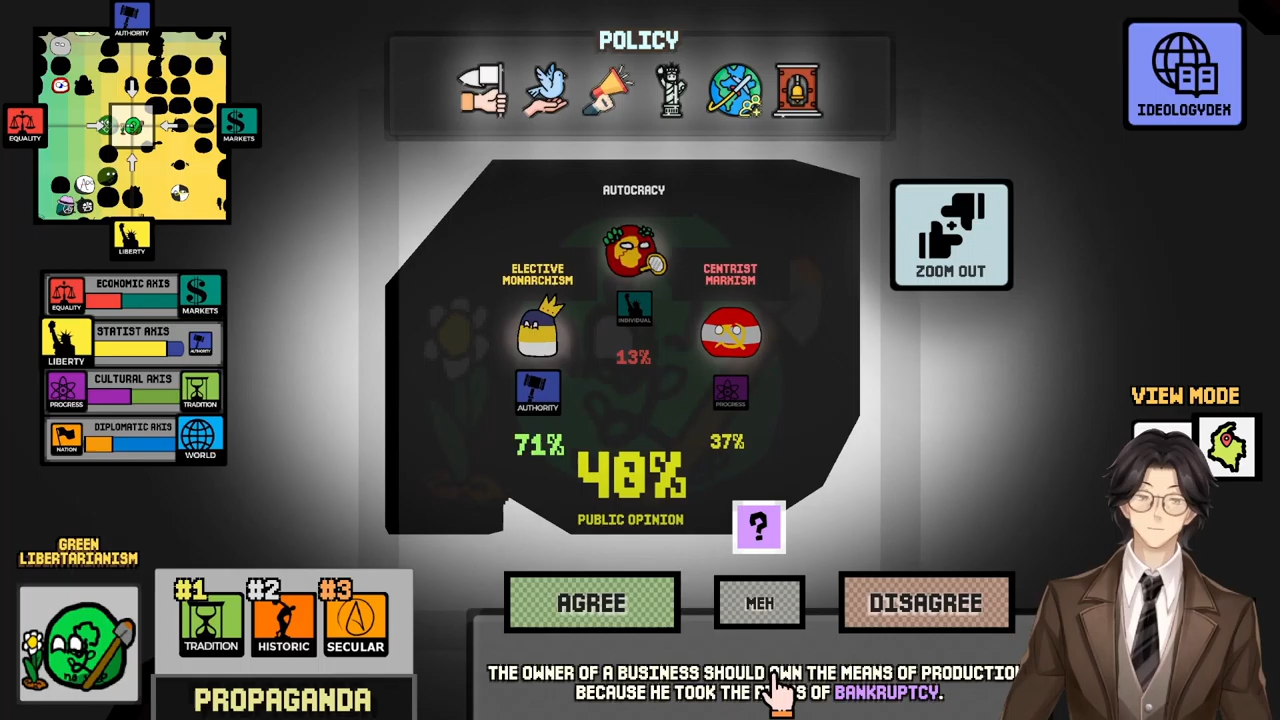 AUTHORITY
EQUALITY
MARKETS
LIBERTY
POLICY
IDEOLOGYDEX
ECONOMIC AXIS
EQUALITY
MARKETS
STATIST AXIS
LIBERTY
AUTHORITY
CULTURAL AXIS
PROGRESS
TRADITION
DIPLOMATIC AXIS
NATION
WORLD
AUTOCRACY
ELECTIVE
MONARCHISM
CENTRIST
MARXISM
INDIVIDUAL
13%
AUTHORITY
71%
PROGRESS
37%
40%
PUBLIC OPINION
?
ZOOM OUT
VIEW MODE
GREEN
LIBERTARIANISM
#1
#2
#3
TRADITION
HISTORIC
SECULAR
PROPAGANDA
AGREE
MEH
DISAGREE
THE OWNER OF A BUSINESS SHOULD OWN THE MEANS OF
BECAUSE HE TOOK THE OF BANKRUPTCY.